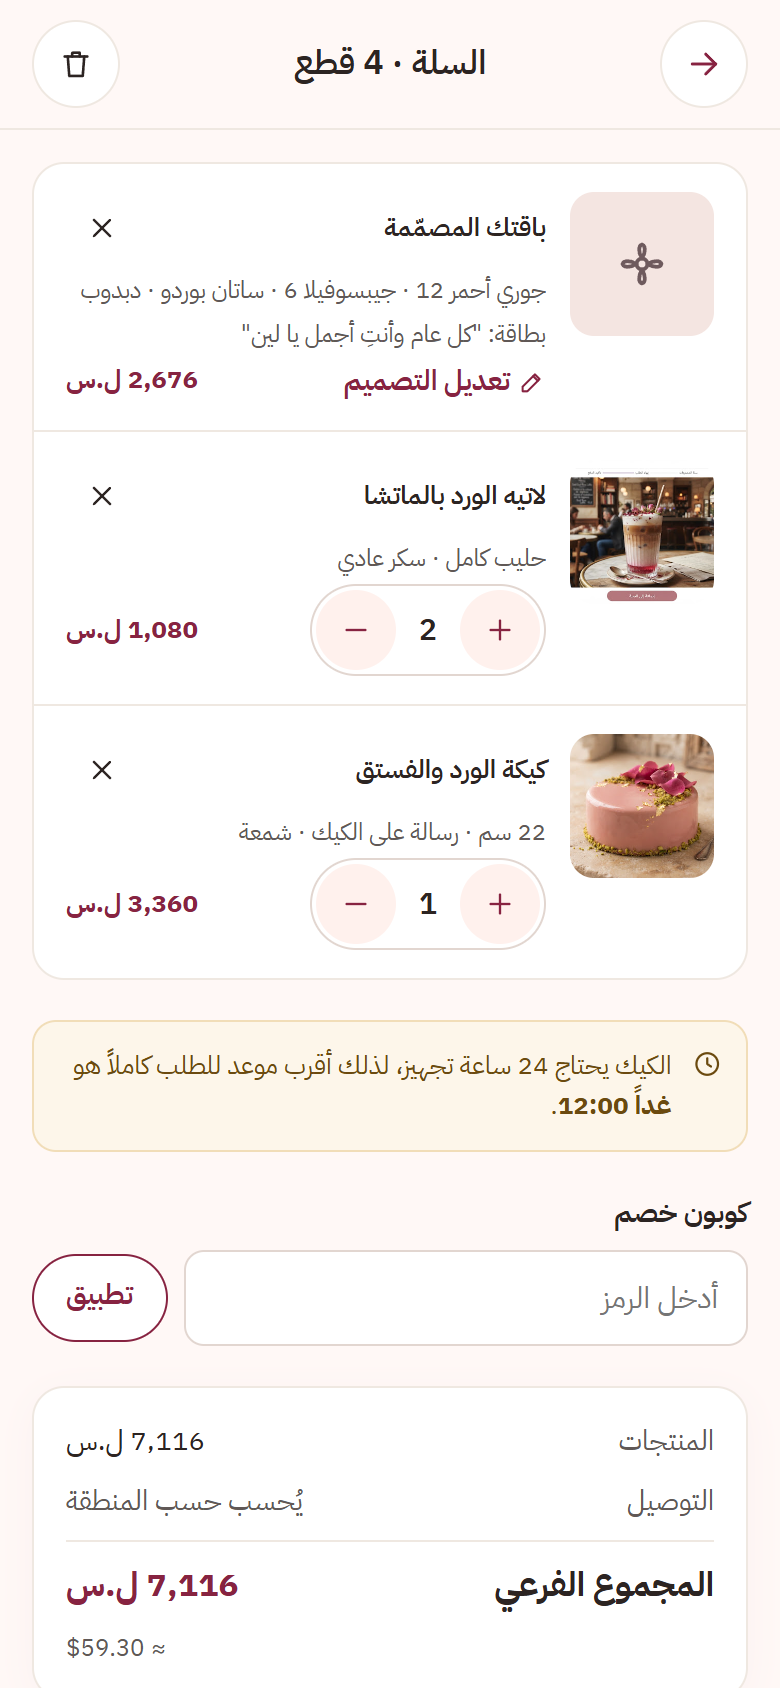 السلة · 4 قطع
باقتك المصمّمة
جوري أحمر 12 · جيبسوفيلا 6 · ساتان بوردو · دبدوب
بطاقة: "كل عام وأنتِ أجمل يا لين"
تعديل التصميم
2,676 ل.س
لاتيه الورد بالماتشا
حليب كامل · سكر عادي
2
1,080 ل.س
كيكة الورد والفستق
22 سم · رسالة على الكيك · شمعة
1
3,360 ل.س
الكيك يحتاج 24 ساعة تجهيز، لذلك أقرب موعد للطلب كاملاً هو
غداً 12:00.
كوبون خصم
أدخل الرمز
تطبيق
المنتجات
7,116 ل.س
التوصيل
يُحسب حسب المنطقة
المجموع الفرعي
7,116 ل.س
≈ $59.30